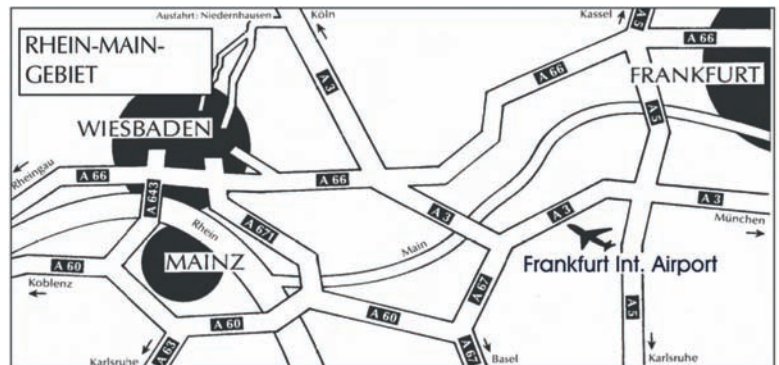 Ausfahrt: Niedernhausen
Köln
Kassel
A 5
RHEIN-MAIN-
GEBIET
A 66
A 3
A 66
FRANKFURT
WIESBADEN
A 5
Rheingau
A 66
A 66
A 643
A 3
A 3
A 3
München
Rhein
A 671
Main
MAINZ
A 60
Frankfurt Int. Airport
Koblenz
A 67
A 60
A 60
A 5
Karlsruhe
A 63
A 67
Basel
Karlsruhe